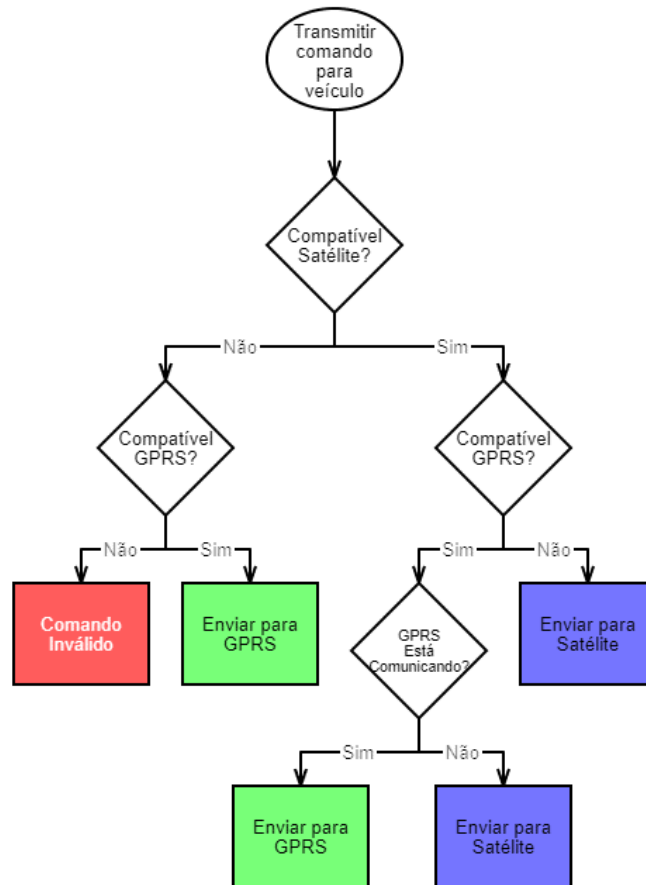 Transmitir
comando
para
veículo
Compatível
Satélite?
Não
Sim
Compatível
GPRS?
Compatível
GPRS?
Não
Sim
Sim
Não
Comando
Inválido
Enviar para
GPRS
GPRS
Está
Comunicando?
Enviar para
Satélite
Sim
Não
Enviar para
GPRS
Enviar para
Satélite